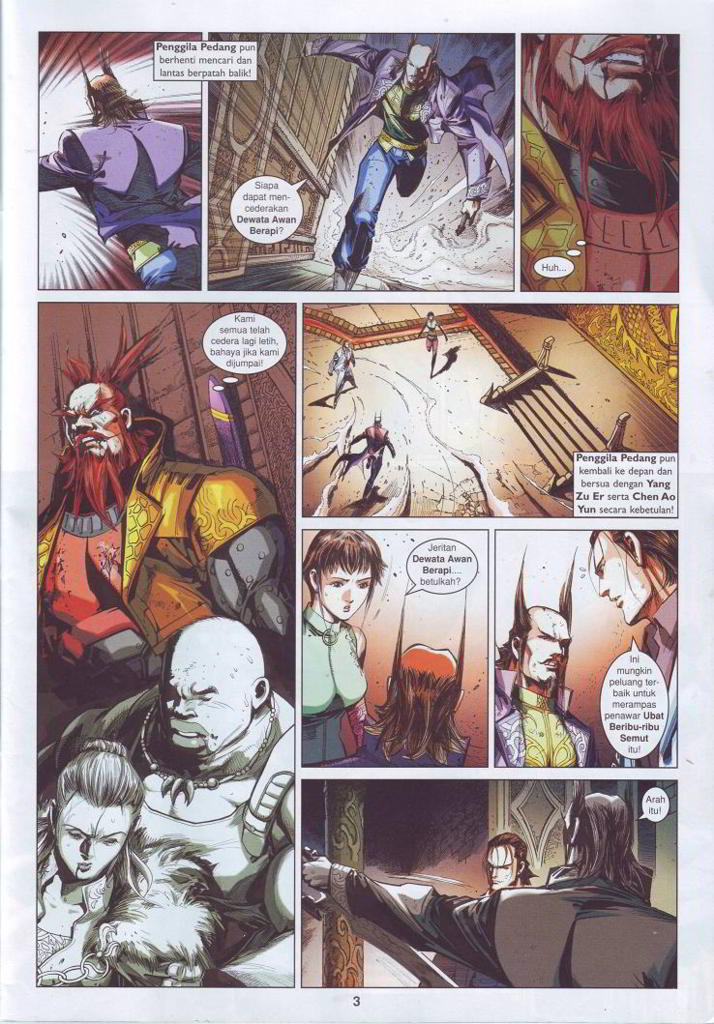 Penggila Pedang pun
berhenti mencari dan
lantas berpatah balik!
Siapa
dapat men-
cederakan
Dewata Awan
Berapi?
Huh...
Kami
semua telah
cedera lagi letih,
bahaya jika kami
dijumpai!
Penggila Pedang pun
kembali ke depan dan
bersua dengan Yang
Zu Er serta Chen Ao
Yun secara kebetulan!
Jeritan
Dewata Awan
Berapi....
betulkah?
Ini
mungkin
peluang ter-
baik untuk
merampas
penawar Ubat
Beribu-ribu
Semut
itu!
Arah
itu!
3